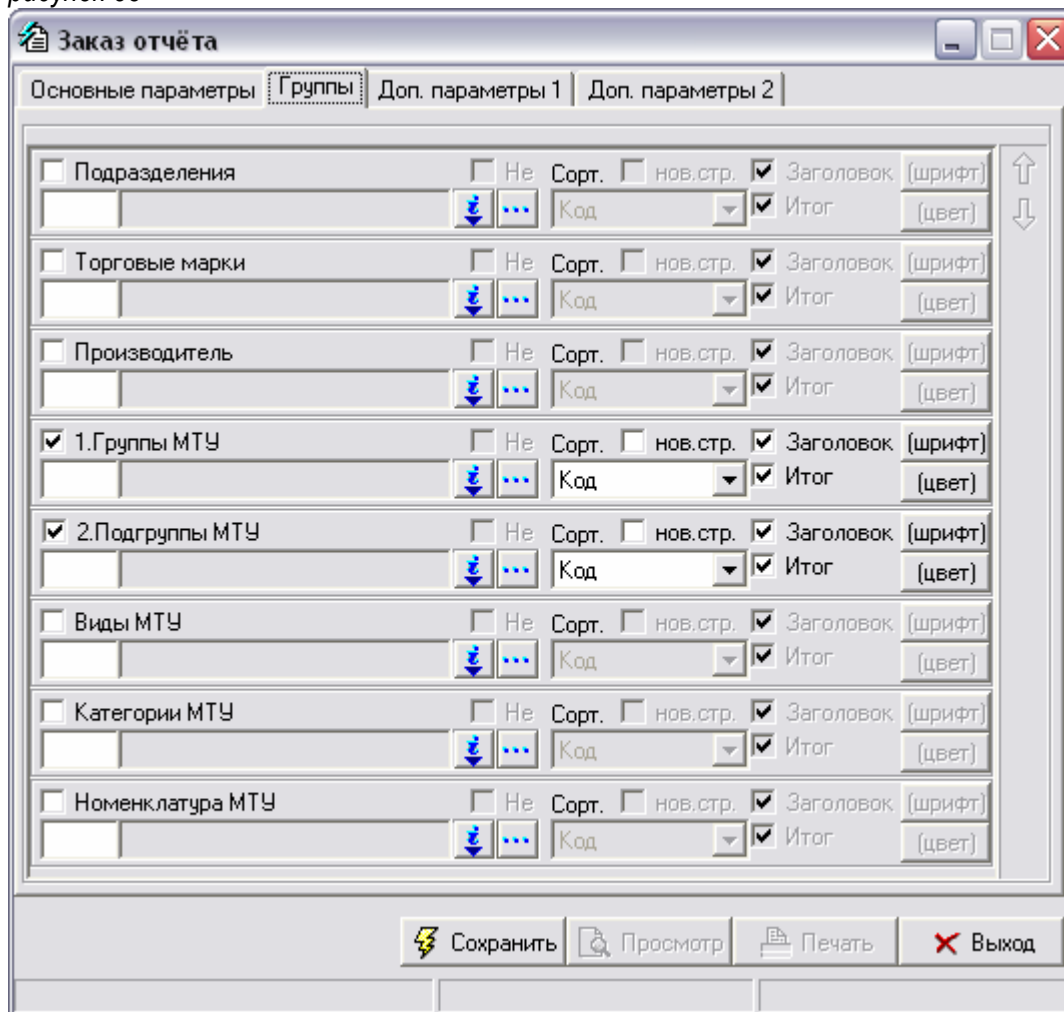 Заказ отчёта
Основные параметры Группы Доп. параметры 1 Доп. параметры 2
Подразделения Не Сорт. нов.стр. Заголовок (шрифт)
Код Итог (цвет)
Торговые марки Не Сорт. нов.стр. Заголовок (шрифт)
Код Итог (цвет)
Производитель Не Сорт. нов.стр. Заголовок (шрифт)
Код Итог (цвет)
1.Группы МТУ Не Сорт. нов.стр. Заголовок (шрифт)
Код Итог (цвет)
2.Подгруппы МТУ Не Сорт. нов.стр. Заголовок (шрифт)
Код Итог (цвет)
Виды МТУ Не Сорт. нов.стр. Заголовок (шрифт)
Код Итог (цвет)
Категории МТУ Не Сорт. нов.стр. Заголовок (шрифт)
Код Итог (цвет)
Номенклатура МТУ Не Сорт. нов.стр. Заголовок (шрифт)
Код Итог (цвет)
Сохранить Просмотр Печать Выход